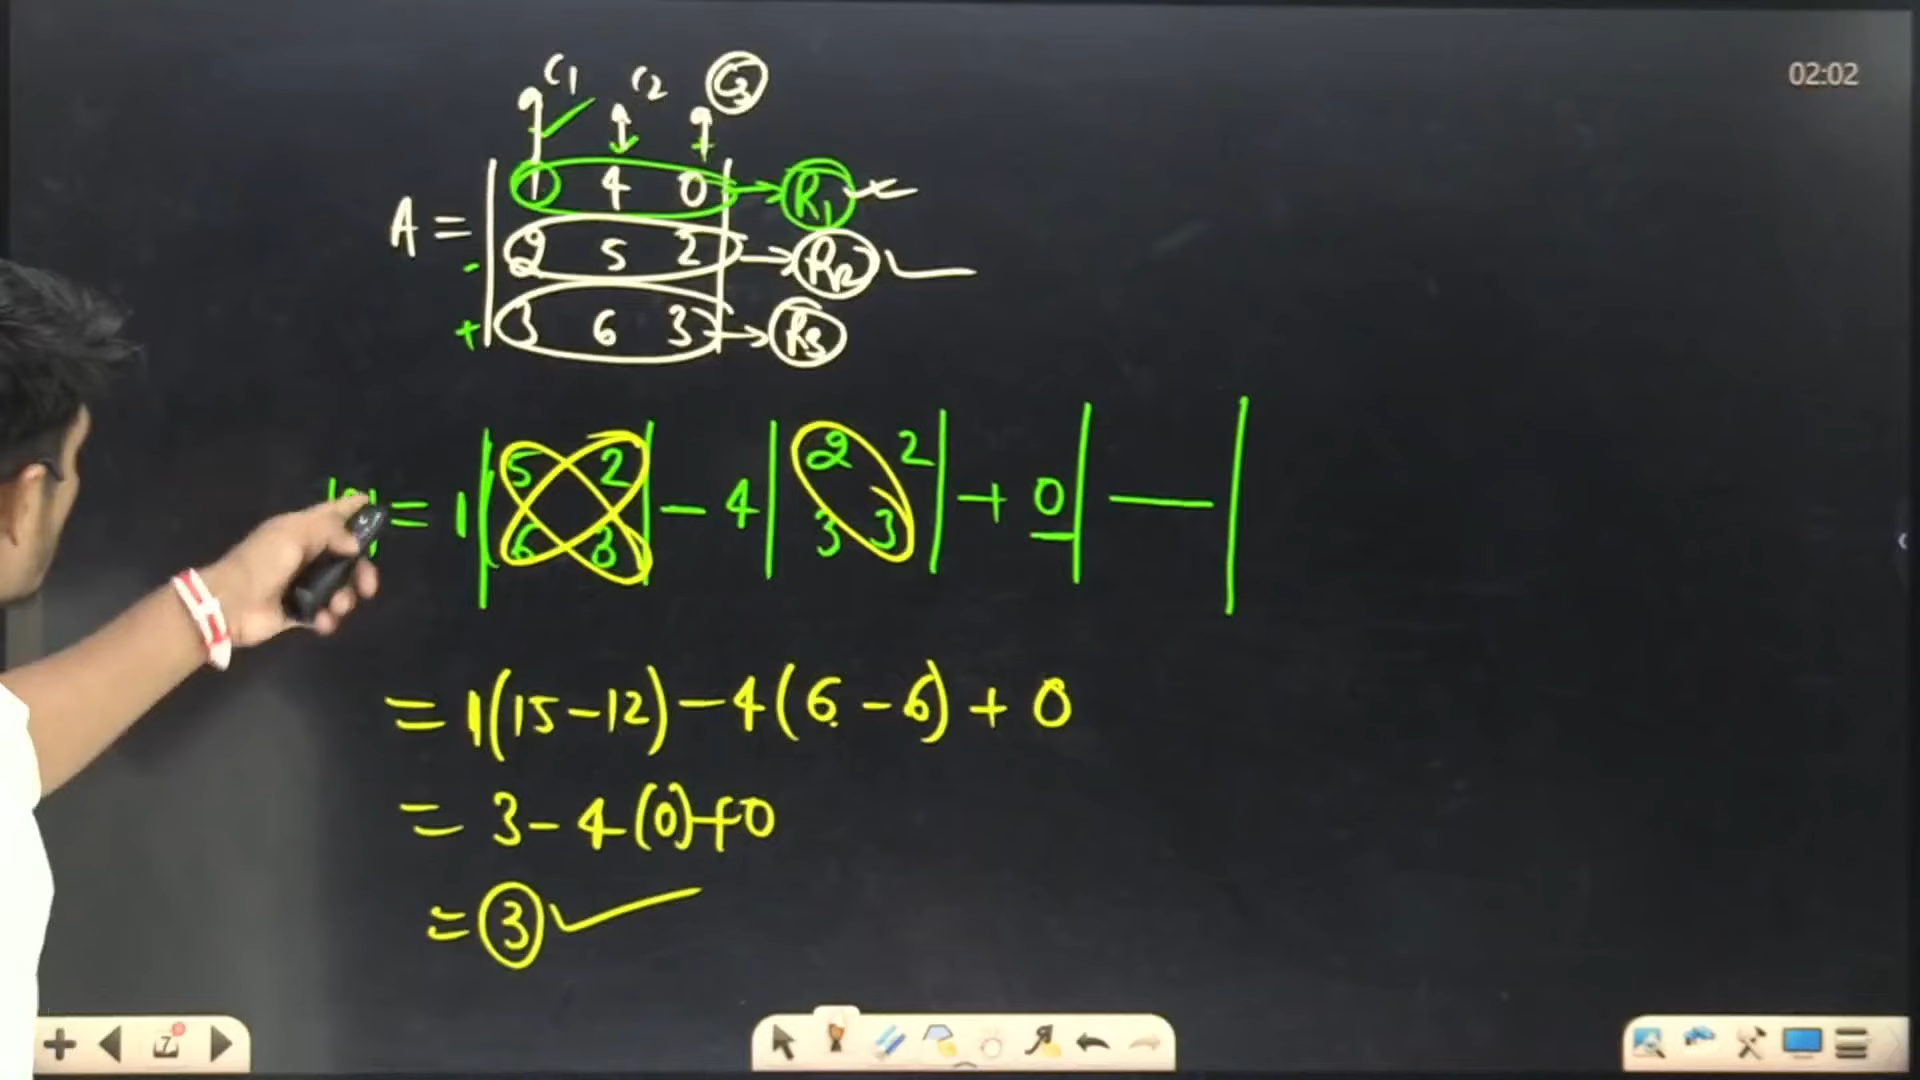 02:02
C1 C2 C3
1 4 0 → R1
A = 2 5 2 → R2
- 
+ 3 6 3 → R3
= 1 | 5 2 | - 4 | 2 2 | + 0 | — |
6 3 3 3
= 1(15-12) - 4(6-6) + 0
= 3 - 4(0)+0
= 3 ✓
7